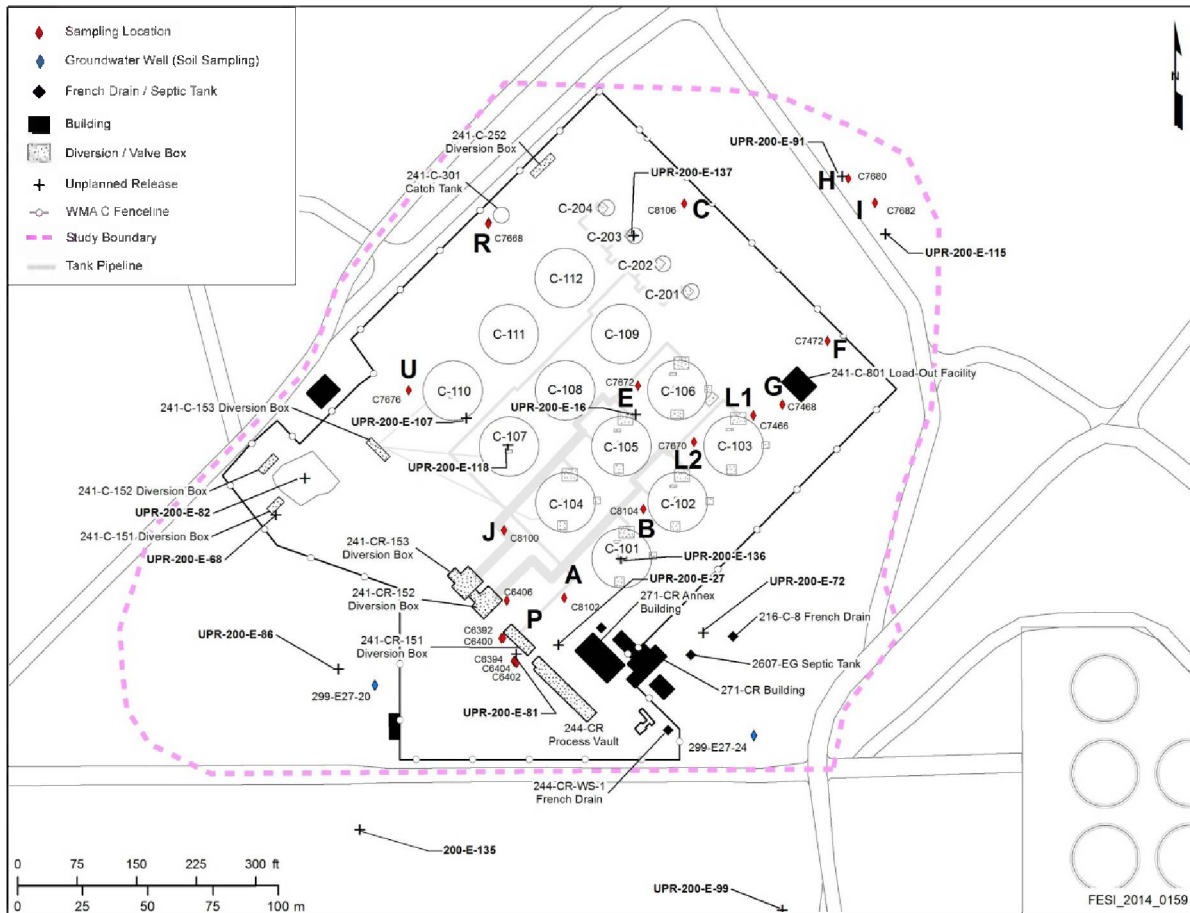 Sampling Location
Groundwater Well (Soil Sampling)
French Drain / Septic Tank
Building
Diversion / Valve Box
Unplanned Release
WMA C Fenceline
Study Boundary
Tank Pipeline
N
241-C-252
Diversion Box
241-C-301
Catch Tank
UPR-200-E-137
UPR-200-E-91
H
C7680
C-204
C8106
C
I
C7682
R
C7668
C-203
UPR-200-E-115
C-202
C-112
C-201
C-111
C-109
C7472
F
U
C7676
C-110
C-108
C7672
E
C-106
G
241-C-801 Load-Out Facility
C7468
L1
C7466
241-C-153 Diversion Box
UPR-200-E-107
UPR-200-E-16
C-107
C-105
C7670
L2
C-103
UPR-200-E-118
241-C-152 Diversion Box
UPR-200-E-82
C-104
C8104
C-102
B
241-C-151 Diversion Box
UPR-200-E-68
J
C8100
241-CR-153
Diversion Box
C-101
UPR-200-E-136
UPR-200-E-27
UPR-200-E-72
241-CR-152
Diversion Box
C6406
A
C8102
271-CR Annex
Building
216-C-8 French Drain
P
UPR-200-E-86
241-CR-151
Diversion Box
C6392
C6400
2607-EG Septic Tank
C6394
C6404
C6402
271-CR Building
299-E27-20
UPR-200-E-81
244-CR
Process Vault
299-E27-24
244-CR-WS-1
French Drain
200-E-135
UPR-200-E-99
0 75 150 225 300 ft
0 25 50 75 100 m
FESI_2014_0159